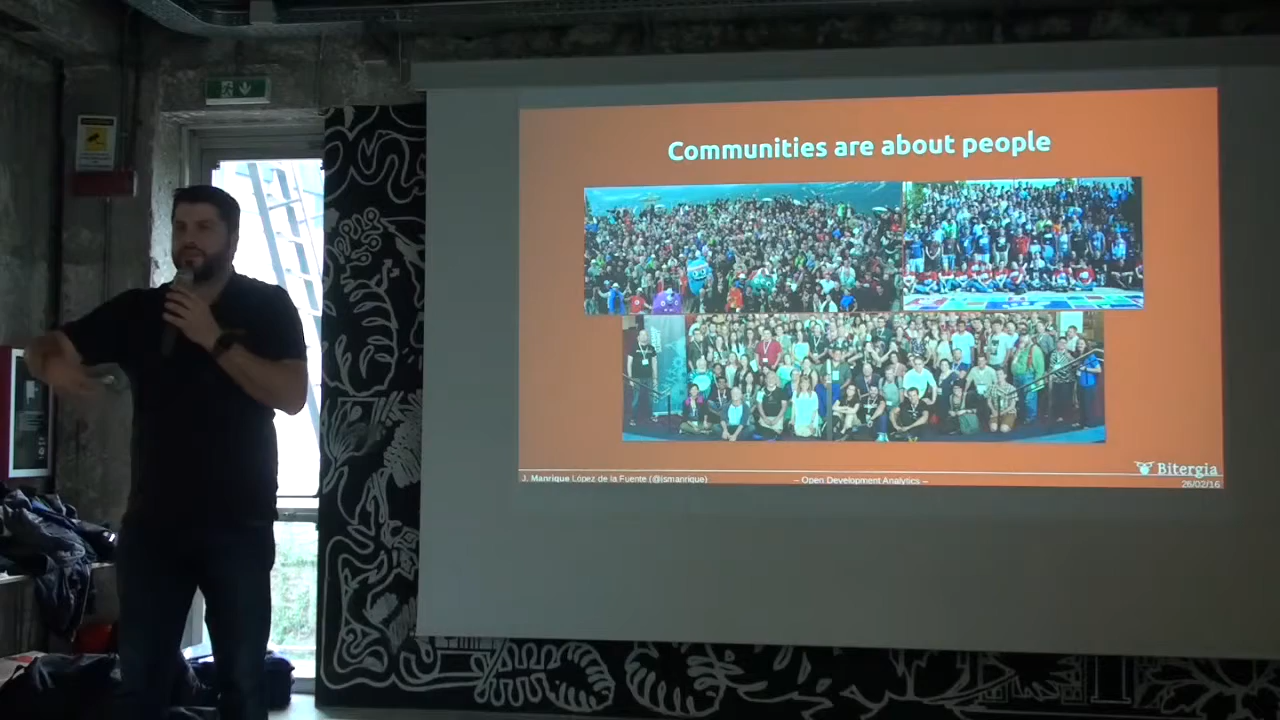 Communities are about people
Bitergia
J. Manrique López de la Fuente (@jsmanrique)
– Open Development Analytics –
26/02/16